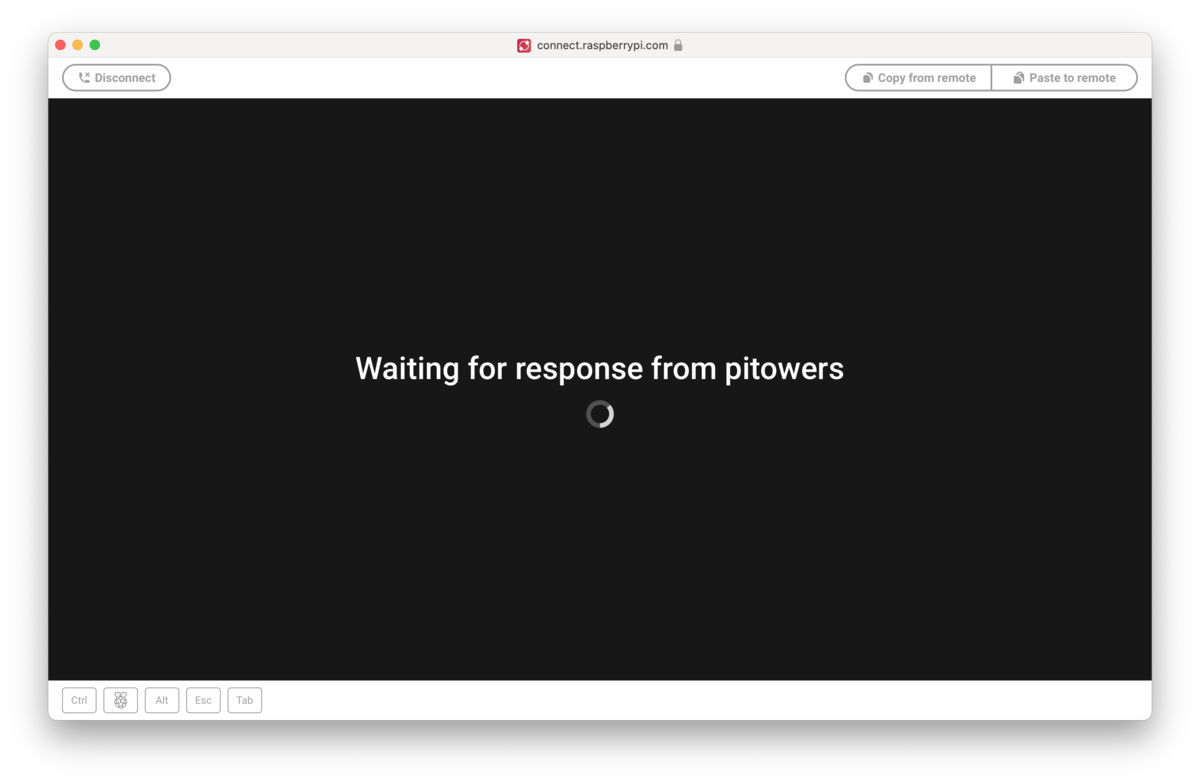 connect.raspberrypi.com
Disconnect
Copy from remote
Paste to remote
Waiting for response from pitowers
Ctrl
Alt
Esc
Tab